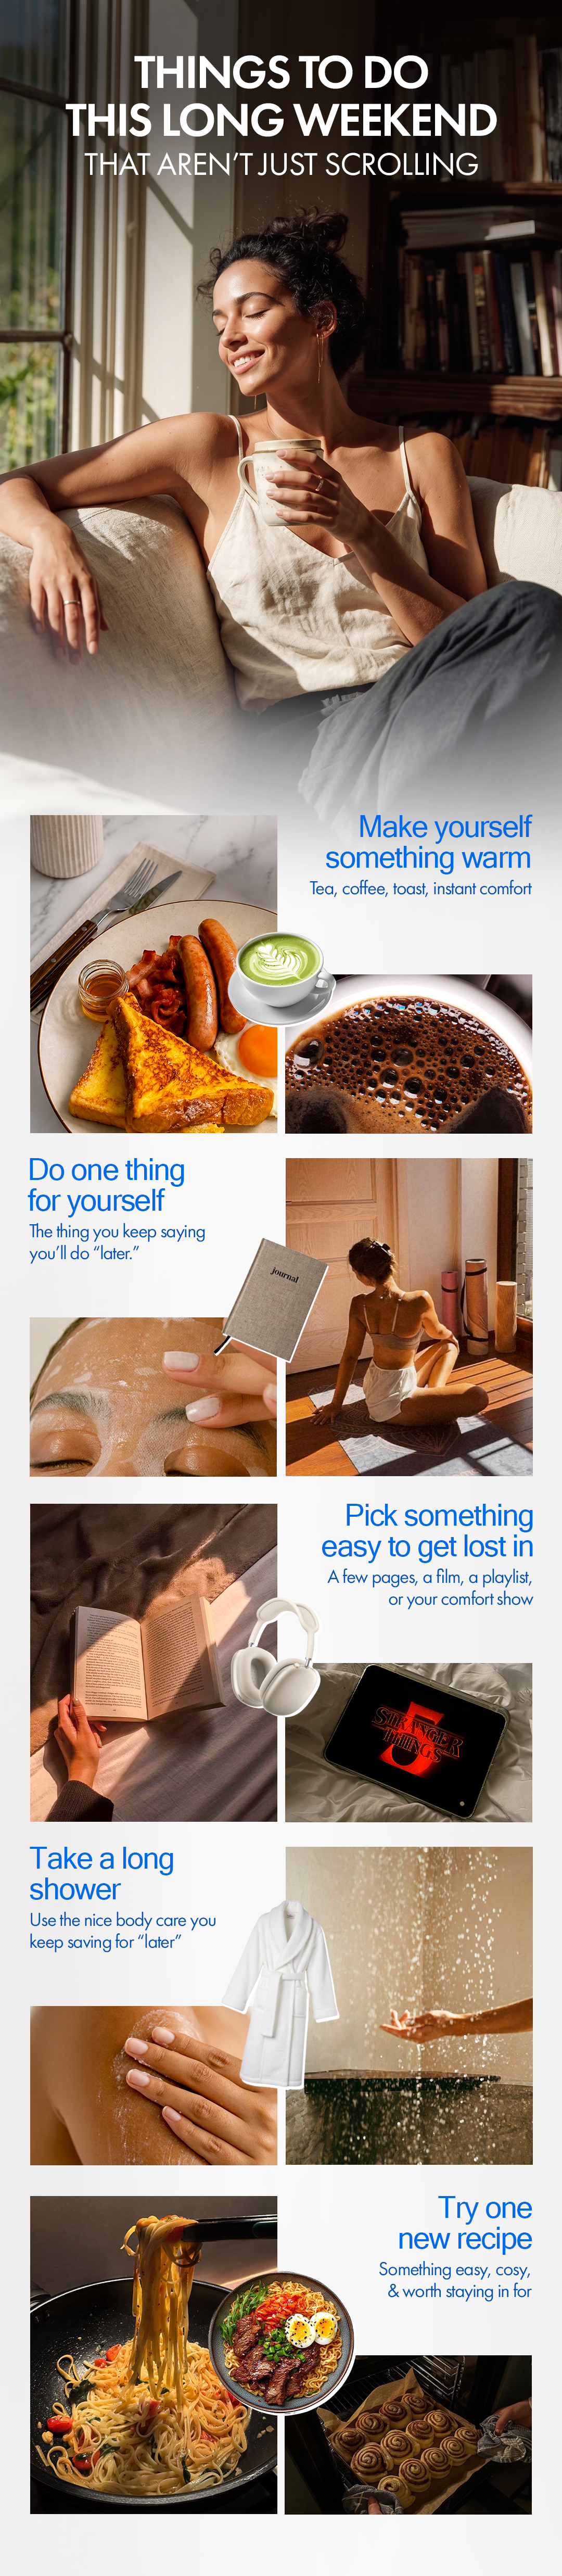 THINGS TO DO
THIS LONG WEEKEND
THAT AREN'T JUST SCROLLING
Make yourself
something warm
Tea, coffee, toast, instant comfort
Do one thing
for yourself
The thing you keep saying
you'll do “later.”
journal
Pick something
easy to get lost in
A few pages, a film, a playlist,
or your comfort show
STRANGER
THINGS
5
Take a long
shower
Use the nice body care you
keep saving for “later”
Try one
new recipe
Something easy, cosy,
& worth staying in for